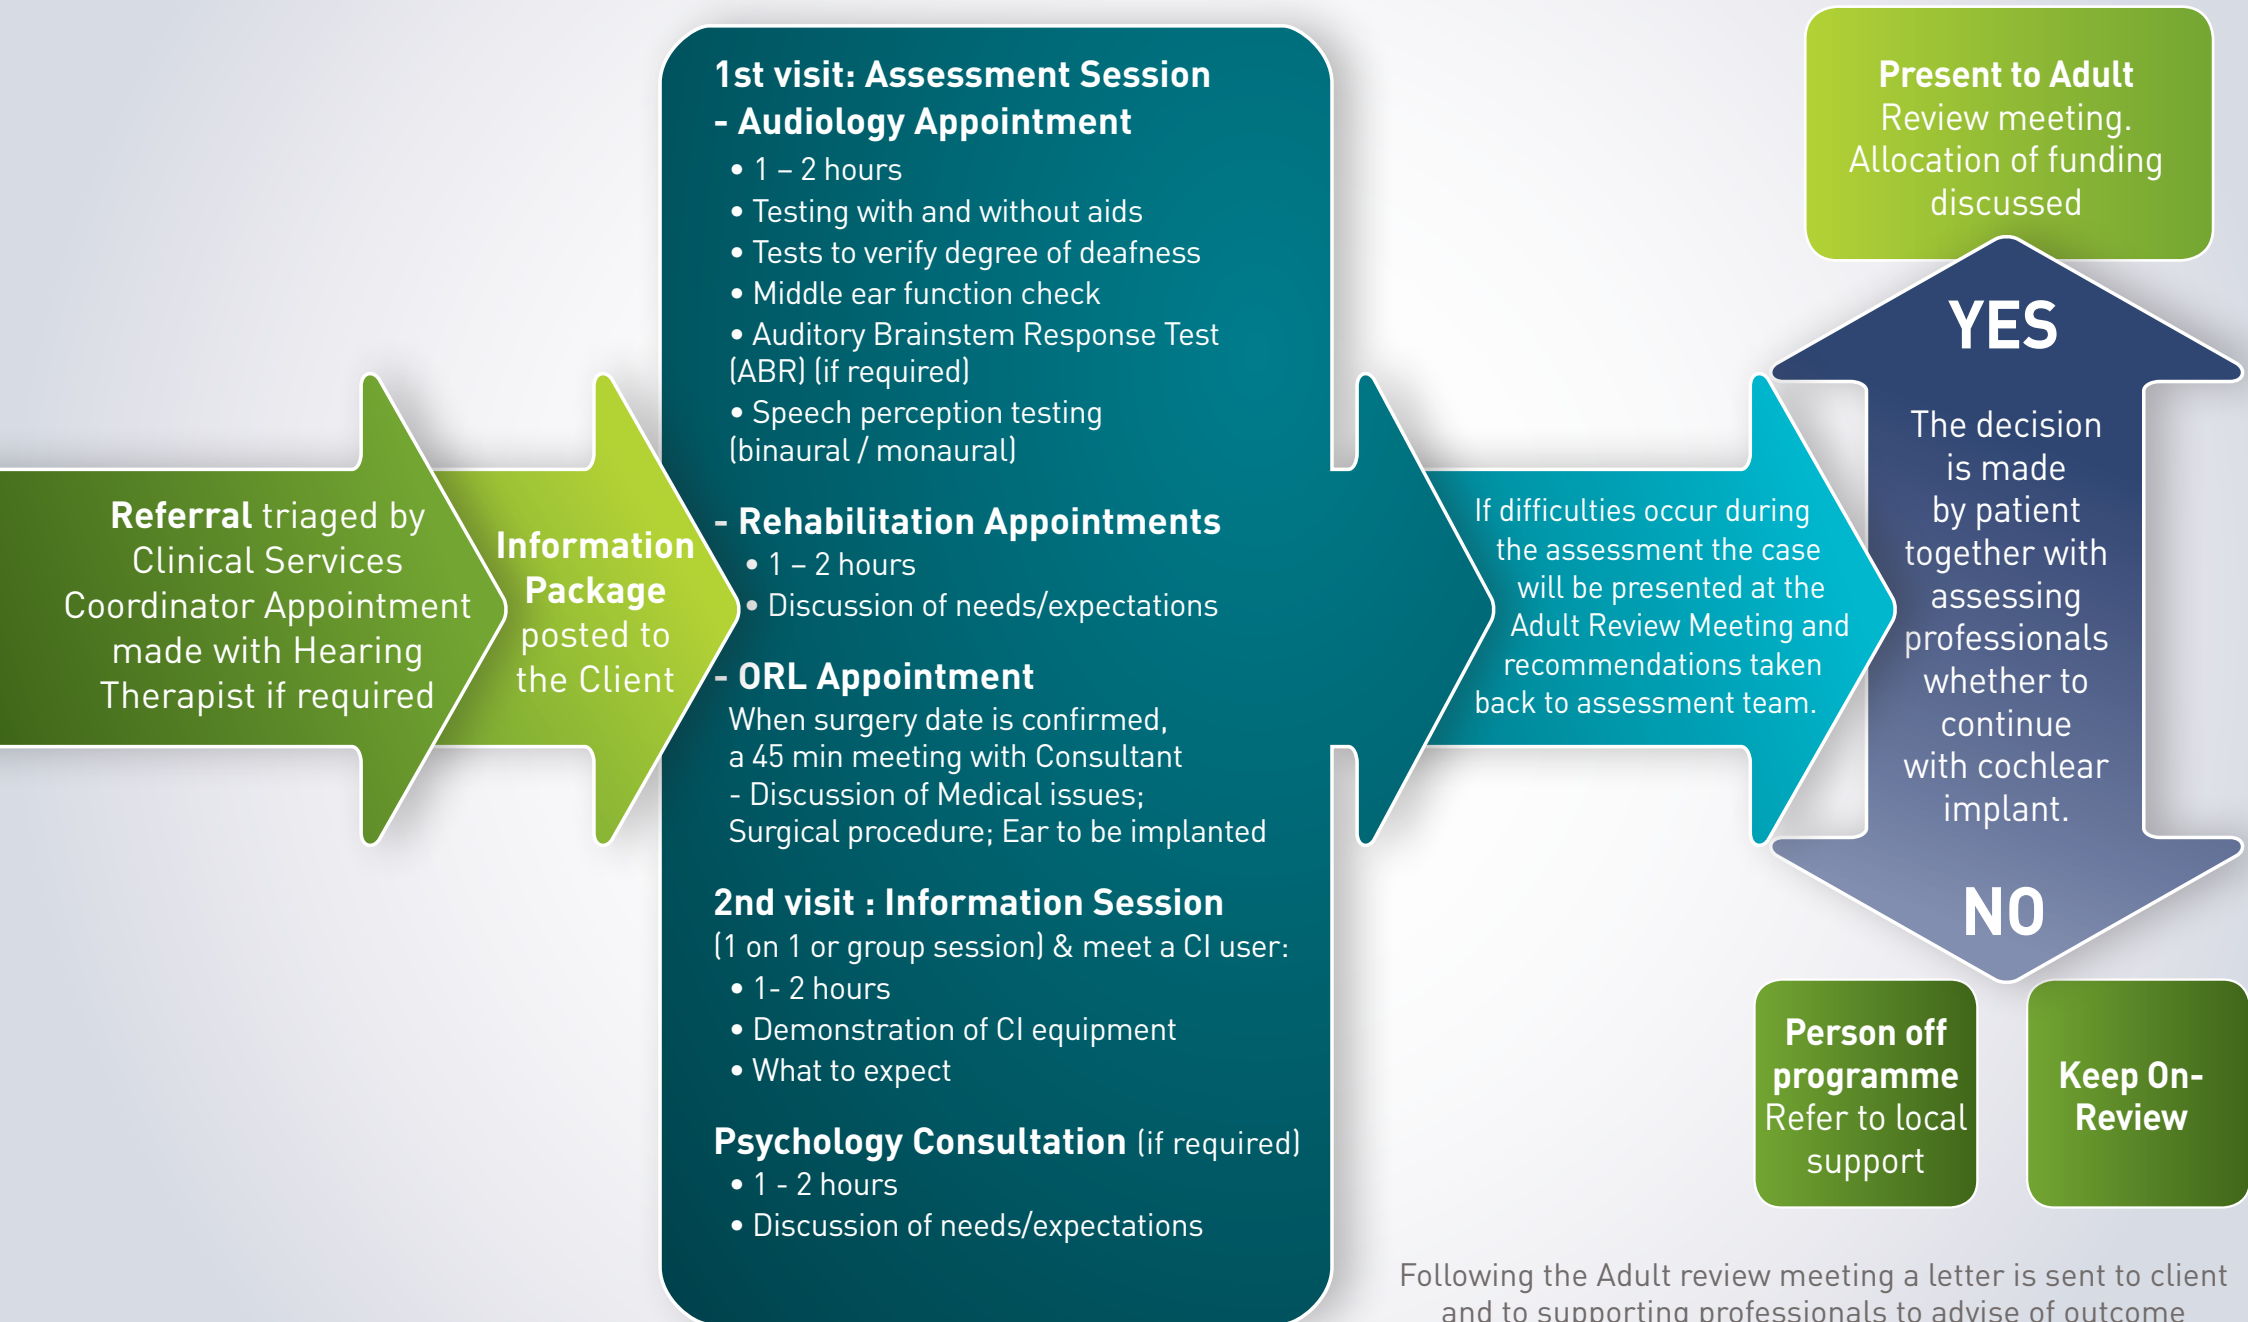 Referral triaged by
Clinical Services
Coordinator Appointment
made with Hearing
Therapist if required
Information
Package
posted to
the Client
1st visit: Assessment Session
- Audiology Appointment
• 1 – 2 hours
• Testing with and without aids
• Tests to verify degree of deafness
• Middle ear function check
• Auditory Brainstem Response Test
(ABR) (if required)
• Speech perception testing
(binaural / monaural)
- Rehabilitation Appointments
• 1 – 2 hours
• Discussion of needs/expectations
- ORL Appointment
When surgery date is confirmed,
a 45 min meeting with Consultant
- Discussion of Medical issues;
Surgical procedure; Ear to be implanted
2nd visit : Information Session
(1 on 1 or group session) & meet a CI user:
• 1- 2 hours
• Demonstration of CI equipment
• What to expect
Psychology Consultation (if required)
• 1 - 2 hours
• Discussion of needs/expectations
If difficulties occur during
the assessment the case
will be presented at the
Adult Review Meeting and
recommendations taken
back to assessment team.
Present to Adult
Review meeting.
Allocation of funding
discussed
YES
The decision
is made
by patient
together with
assessing
professionals
whether to
continue
with cochlear
implant.
NO
Person off
programme
Refer to local
support
Keep On-
Review
Following the Adult review meeting a letter is sent to client
and to supporting professionals to advise of outcome